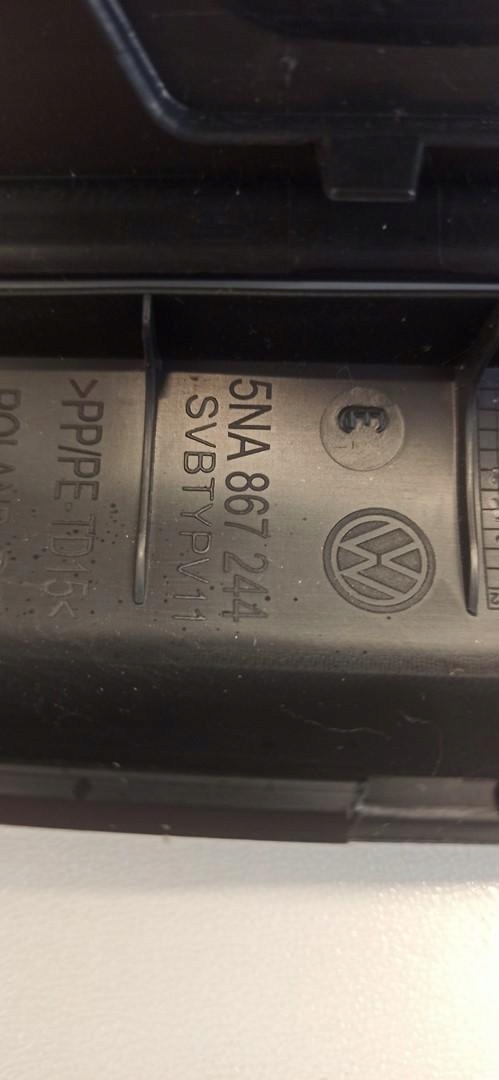 5NA 867 244
SVBTYPV11
>PP/PE-TD15<